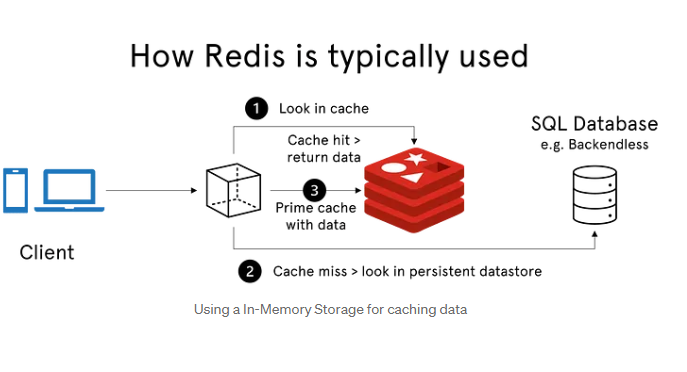 How Redis is typically used
1 Look in cache
Cache hit >
return data
SQL Database
e.g. Backendless
3
Prime cache
with data
Client
2 Cache miss > look in persistent datastore
Using a In-Memory Storage for caching data